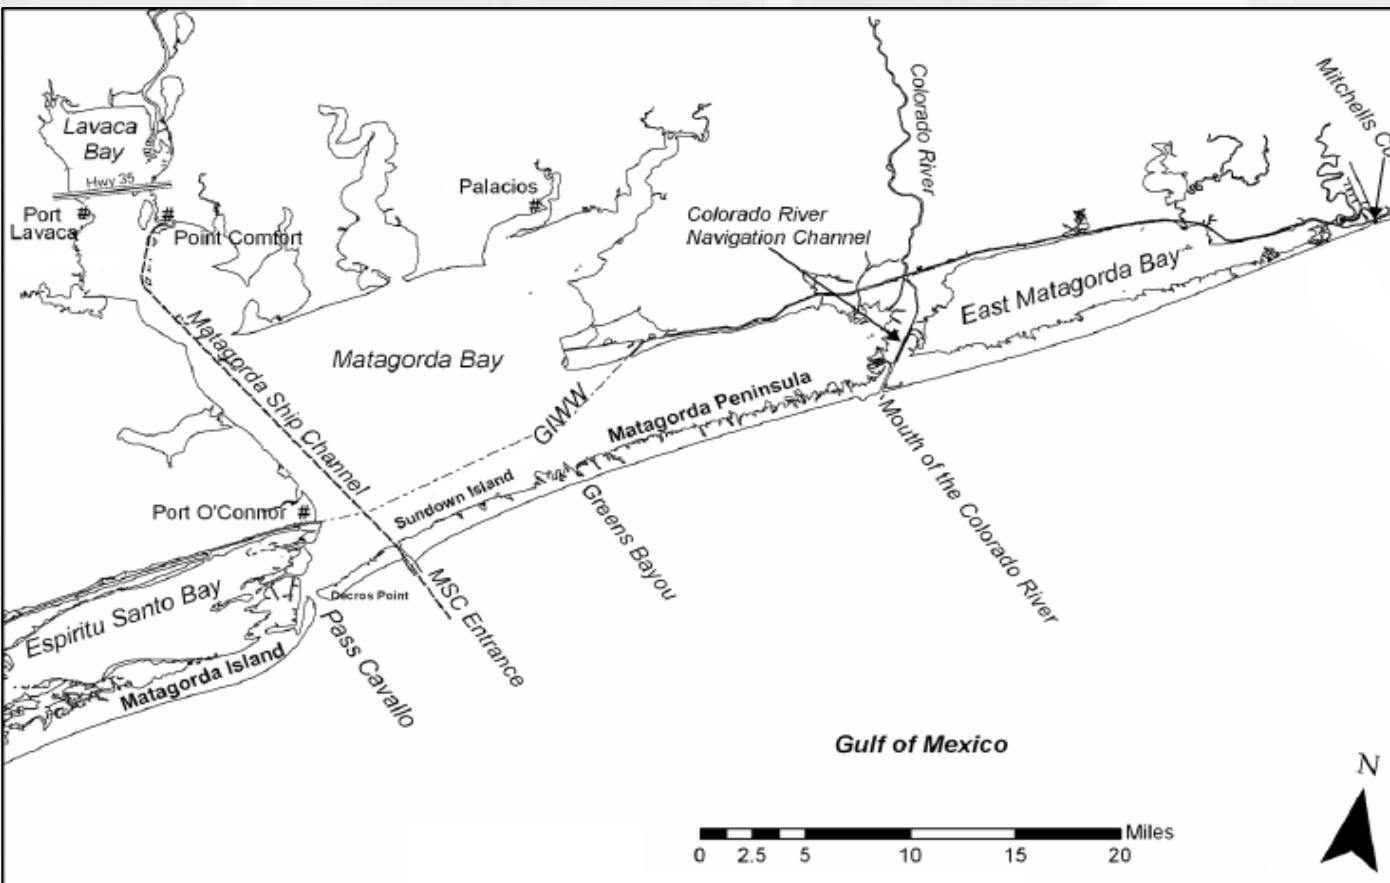 Lavaca
Bay
Hwy 35
Port
Lavaca
#
#
Point Comfort
Palacios
#
Colorado River
Colorado River
Navigation Channel
Mitchells
East Matagorda Bay
Matagorda Ship Channel
Matagorda Bay
GIWW
Matagorda Peninsula
Mouth of the Colorado River
Port O'Connor #
Sundown Island
Greens Bayou
Decros Point
MSC Entrance
Espiritu Santo Bay
Matagorda Island
Pass Cavallo
Gulf of Mexico
N
Miles
0 2.5 5 10 15 20